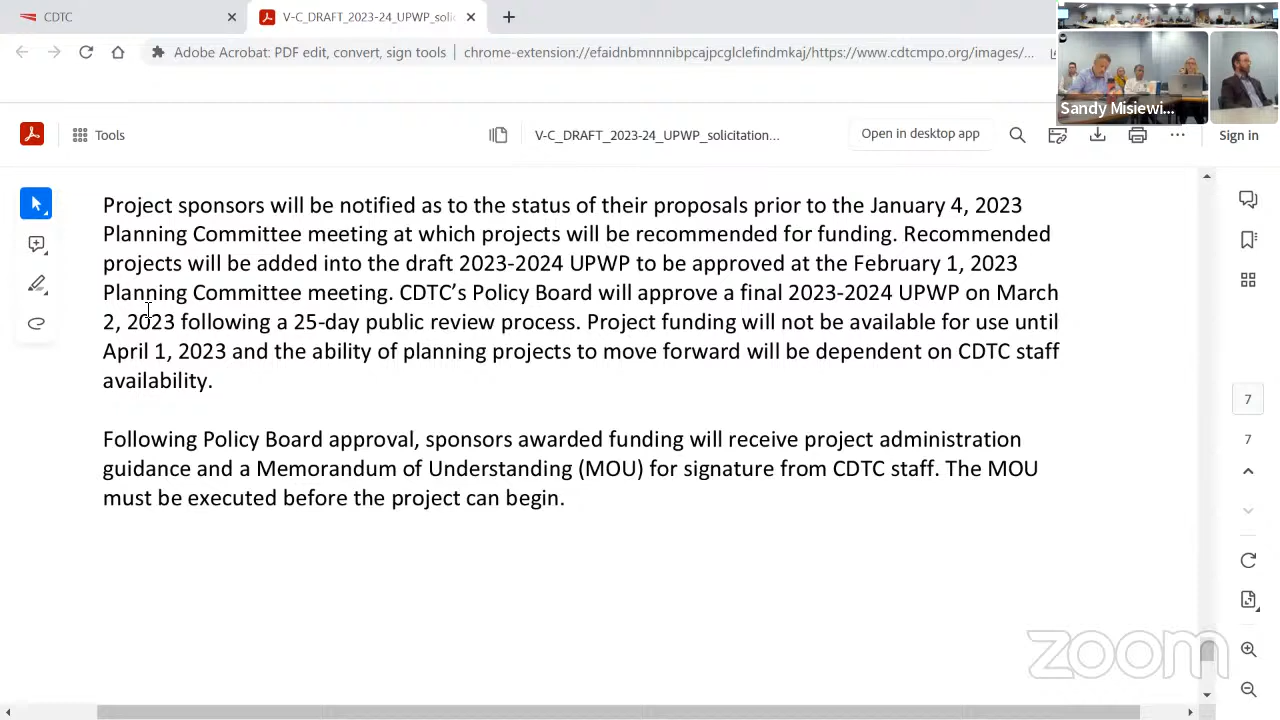 CDTC
V-C_DRAFT_2023-24_UPWP_solic
Adobe Acrobat: PDF edit, convert, sign tools
chrome-extension://efaidnbmnnnibpcajpcglclefindmkaj/https://www.cdtcmpo.org/images/...
Sandy Misiewi...
Tools
V-C_DRAFT_2023-24_UPWP_solicitation...
Open in desktop app
Sign in
Project sponsors will be notified as to the status of their proposals prior to the January 4, 2023
Planning Committee meeting at which projects will be recommended for funding. Recommended
projects will be added into the draft 2023-2024 UPWP to be approved at the February 1, 2023
Planning Committee meeting. CDTC’s Policy Board will approve a final 2023-2024 UPWP on March
2, 2023 following a 25-day public review process. Project funding will not be available for use until
April 1, 2023 and the ability of planning projects to move forward will be dependent on CDTC staff
availability.
Following Policy Board approval, sponsors awarded funding will receive project administration
guidance and a Memorandum of Understanding (MOU) for signature from CDTC staff. The MOU
must be executed before the project can begin.
7
7
zoom